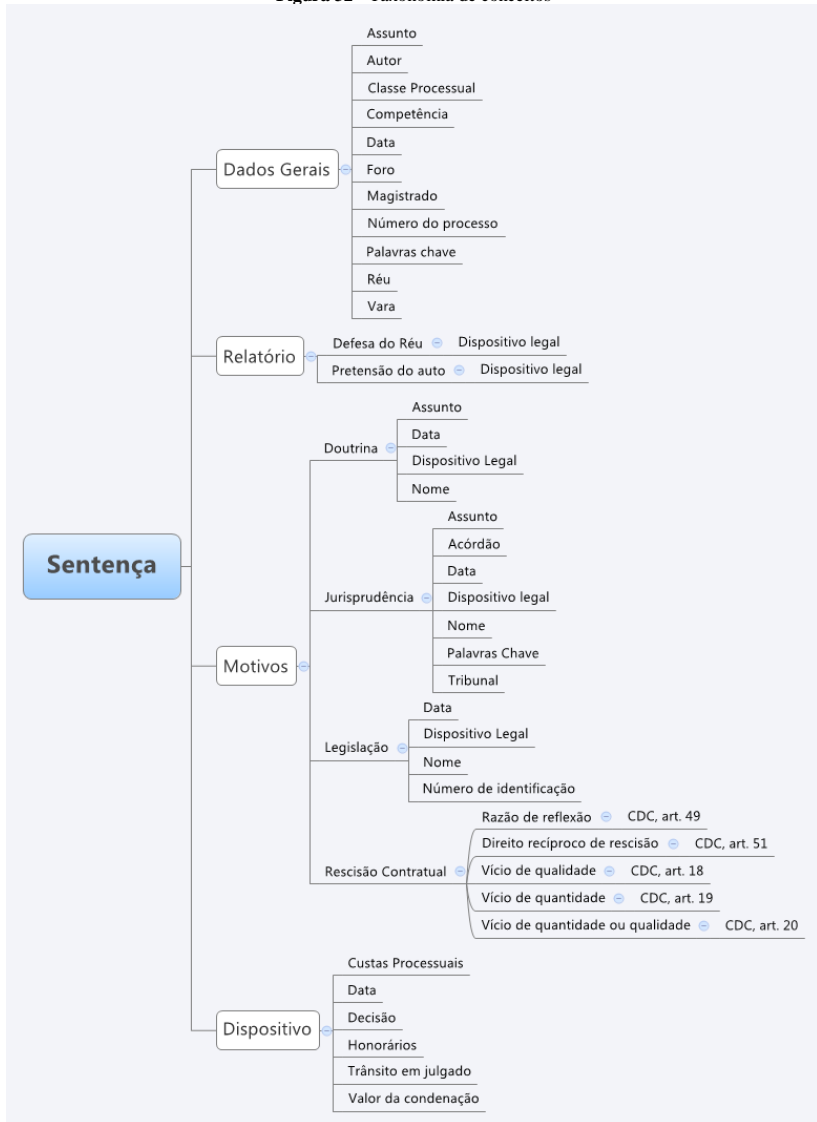 Figura 32 – Taxonomia de conceitos
Assunto
Autor
Classe Processual
Competência
Data
Dados Gerais
Foro
Magistrado
Número do processo
Palavras chave
Réu
Vara
Relatório
Defesa do Réu Dispositivo legal
Pretensão do auto Dispositivo legal
Sentença
Motivos
Doutrina
Assunto
Data
Dispositivo Legal
Nome
Jurisprudência
Assunto
Acórdão
Data
Dispositivo legal
Nome
Palavras Chave
Tribunal
Legislação
Data
Dispositivo Legal
Nome
Número de identificação
Rescisão Contratual
Razão de reflexão CDC, art. 49
Direito recíproco de rescisão CDC, art. 51
Vício de qualidade CDC, art. 18
Vício de quantidade CDC, art. 19
Vício de quantidade ou qualidade CDC, art. 20
Dispositivo
Custas Processuais
Data
Decisão
Honorários
Trânsito em julgado
Valor da condenação